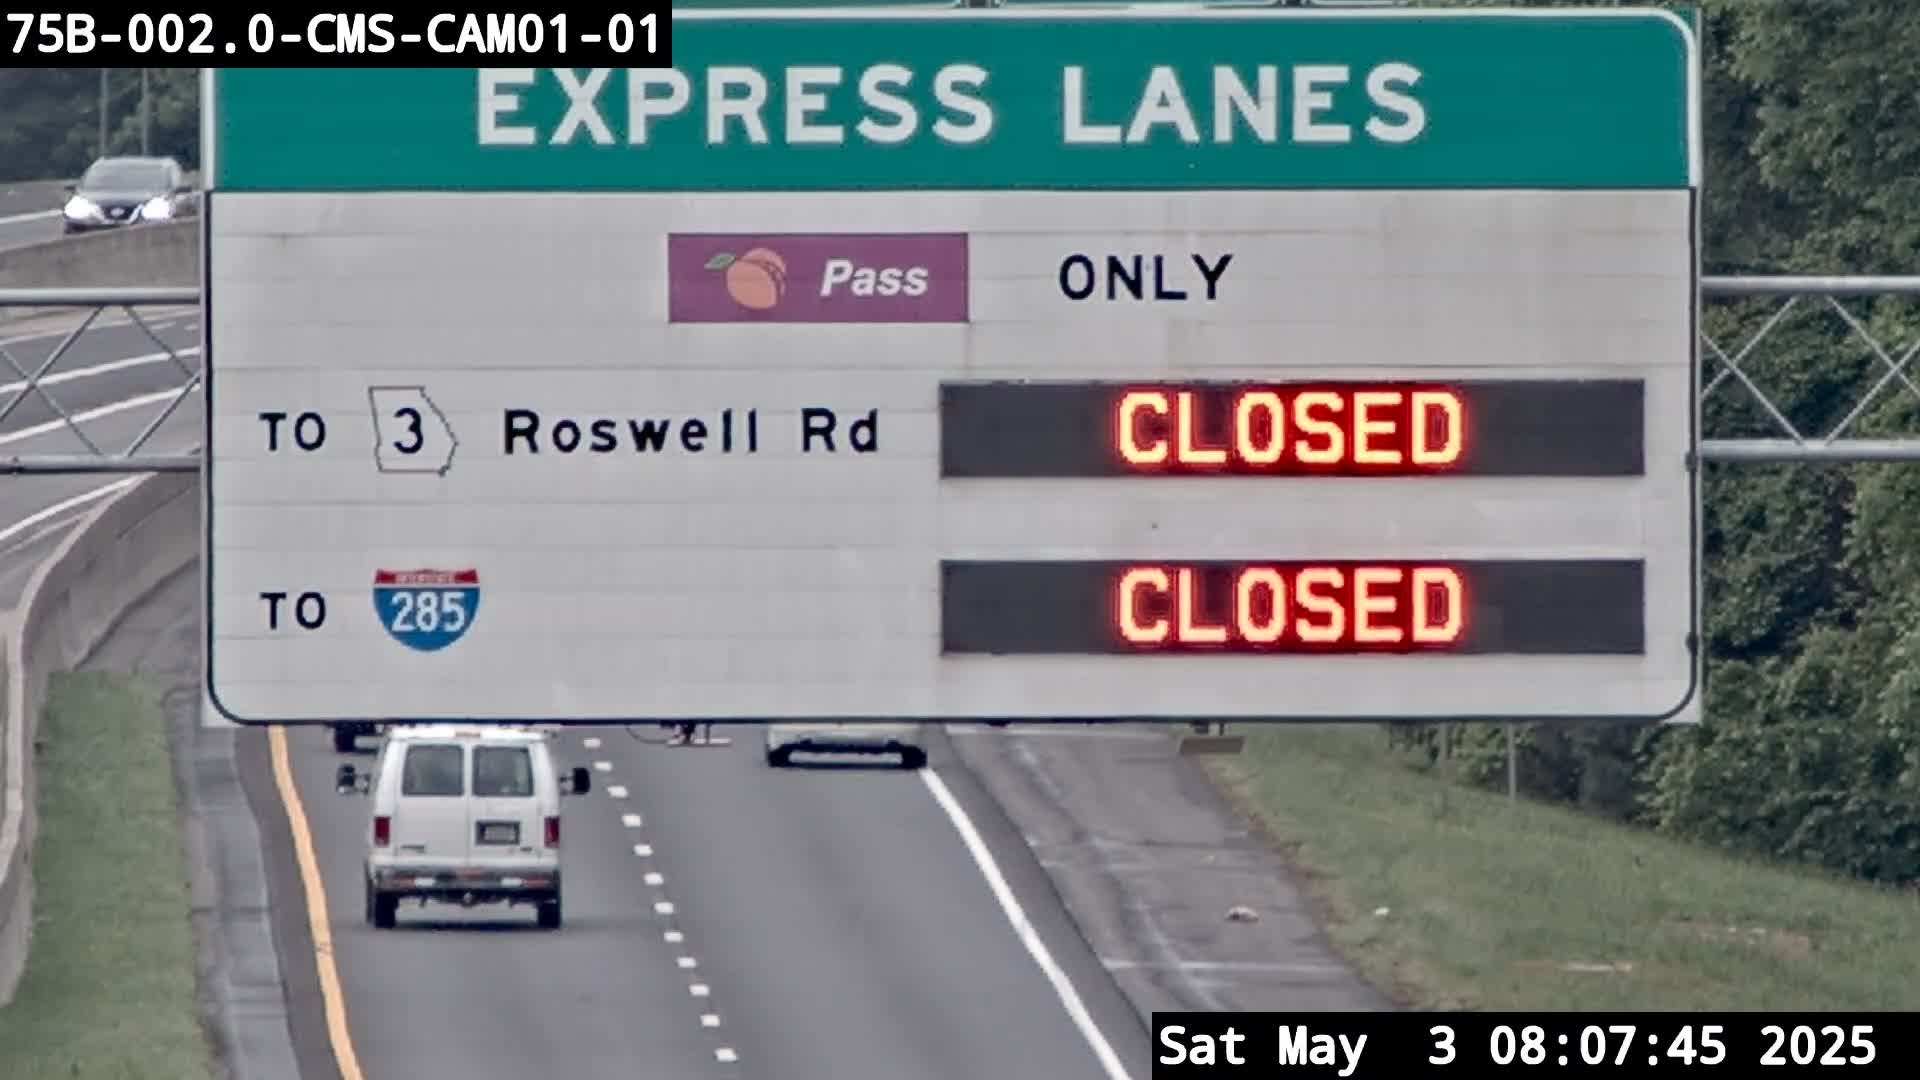 75B-002.0-CMS-CAM01-01
EXPRESS LANES
Pass ONLY
TO 3 Roswell Rd CLOSED
TO 285 CLOSED
Sat May 3 08:07:45 2025